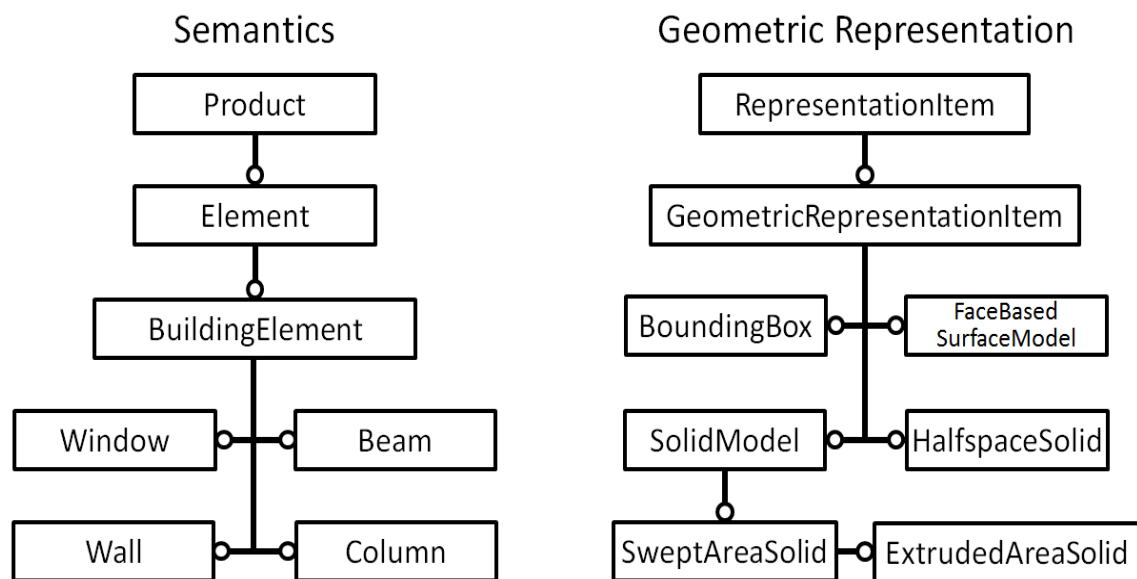 Semantics
Product
Element
BuildingElement
Window
Beam
Wall
Column
Geometric Representation
RepresentationItem
GeometricRepresentationItem
BoundingBox
FaceBased
SurfaceModel
SolidModel
HalfspaceSolid
SweptAreaSolid
ExtrudedAreaSolid